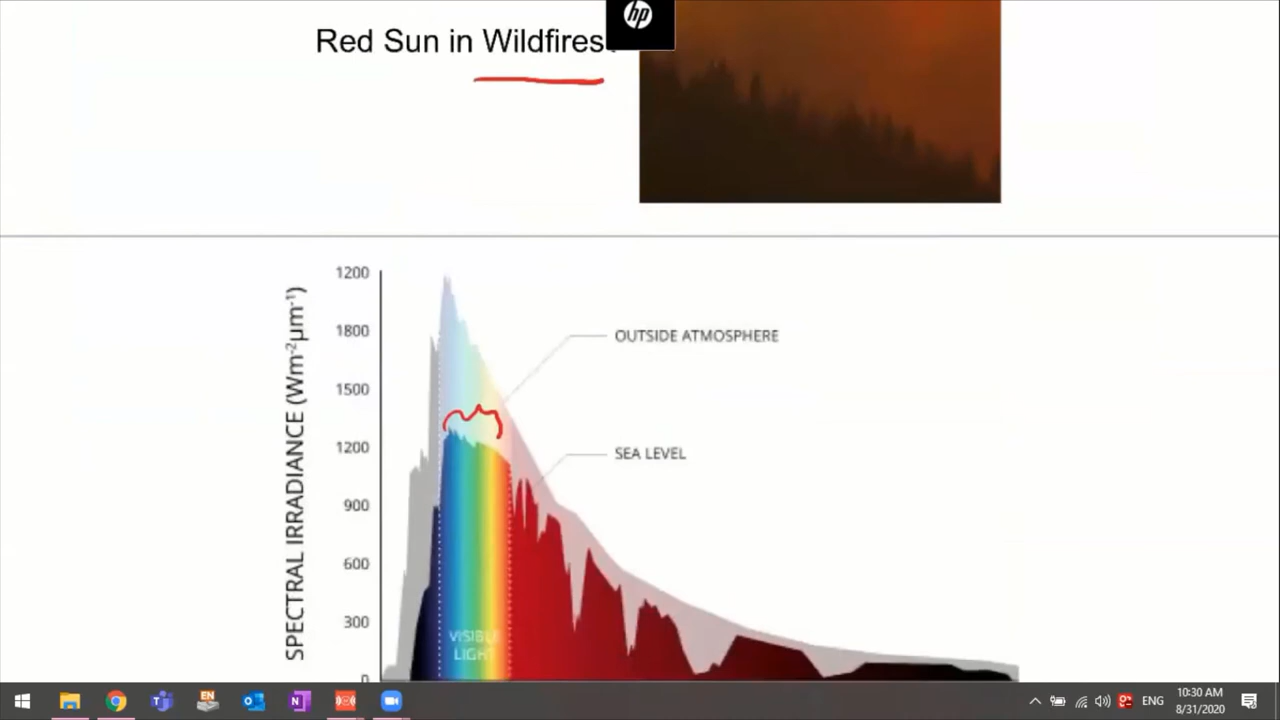 hp
Red Sun in Wildfires
1200
1800
1500
1200
900
600
300
0
SPECTRAL IRRADIANCE (Wm-2μm-1)
OUTSIDE ATMOSPHERE
SEA LEVEL
VISIBLE
LIGHT
EN
ENG
10:30 AM
8/31/2020